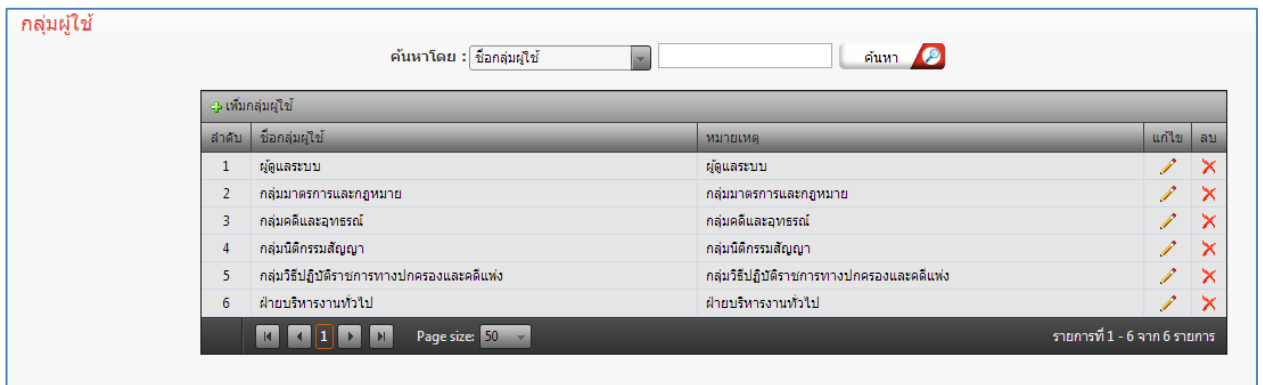 กลุ่มผู้ใช้
ค้นหาโดย : ชื่อกลุ่มผู้ใช้ ค้นหา
เพิ่มกลุ่มผู้ใช้
ลำดับ ชื่อกลุ่มผู้ใช้ หมายเหตุ แก้ไข ลบ
1 ผู้ดูแลระบบ ผู้ดูแลระบบ
2 กลุ่มมาตรการและกฎหมาย กลุ่มมาตรการและกฎหมาย
3 กลุ่มคดีและอุทธรณ์ กลุ่มคดีและอุทธรณ์
4 กลุ่มนิติกรรมสัญญา กลุ่มนิติกรรมสัญญา
5 กลุ่มวิธีปฏิบัติราชการทางปกครองและคดีแพ่ง กลุ่มวิธีปฏิบัติราชการทางปกครองและคดีแพ่ง
6 ฝ่ายบริหารงานทั่วไป ฝ่ายบริหารงานทั่วไป
1 Page size: 50 รายการที่ 1 - 6 จาก 6 รายการ